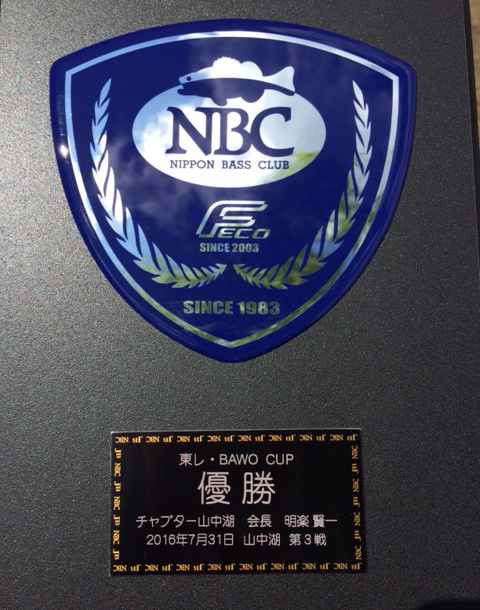 NBC
NIPPON BASS CLUB
FECO
SINCE 2003
SINCE 1983
東レ・BAWO CUP
優勝
チャプター山中湖 会長 明楽賢一
2016年7月31日 山中湖 第3戦